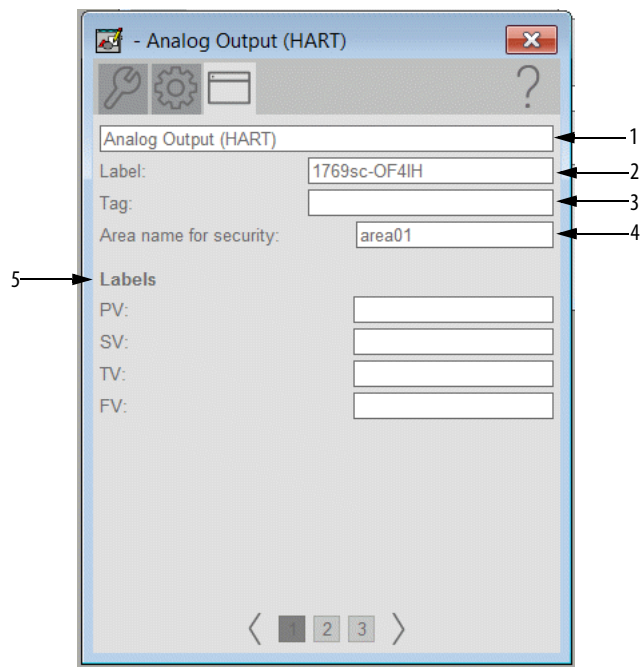 - Analog Output (HART)
?
Analog Output (HART) 1
Label: 1769sc-OF4IH 2
Tag: 3
Area name for security: area01 4
5 Labels
PV:
SV:
TV:
FV:
1 2 3